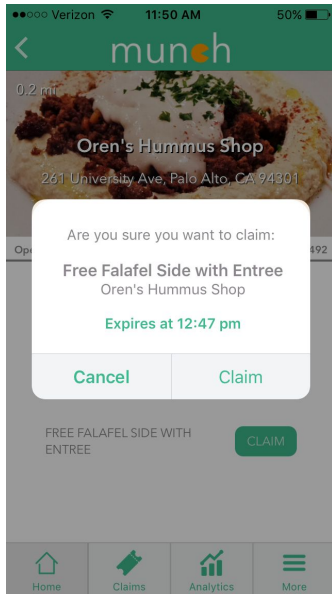 Verizon 11:50 AM 50%
munch
0.2 mi
Oren's Hummus Shop
261 University Ave, Palo Alto, CA 94301
Are you sure you want to claim:
Free Falafel Side with Entree
Oren's Hummus Shop
Expires at 12:47 pm
Cancel Claim
FREE FALAFEL SIDE WITH
ENTREE
CLAIM
Home Claims Analytics More